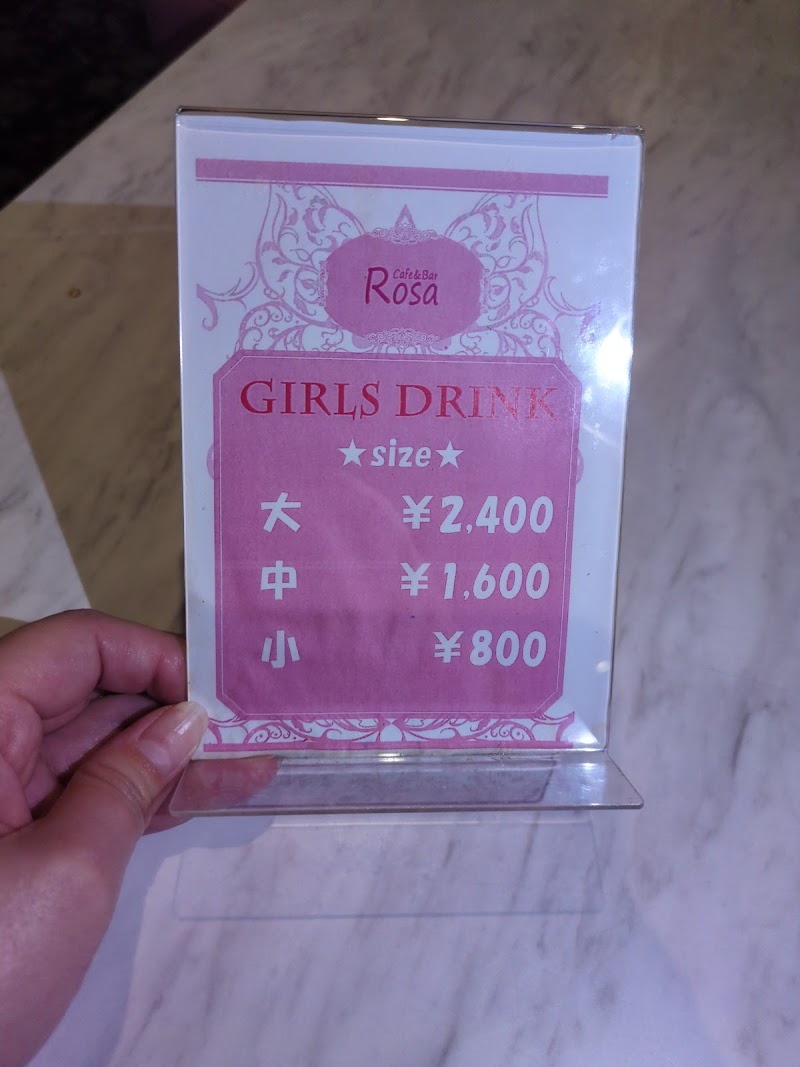 Cafe&Bar
Rosa
GIRLS DRINK
★size★
大 ¥2,400
中 ¥1,600
小 ¥800